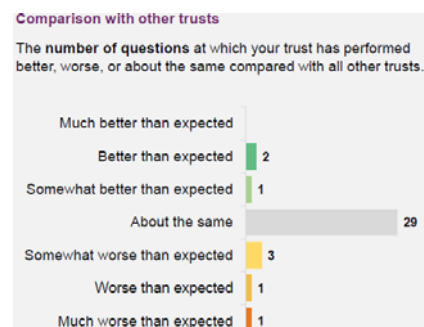 Comparison with other trusts
The number of questions at which your trust has performed
better, worse, or about the same compared with all other trusts.
Much better than expected
Better than expected 2
Somewhat better than expected 1
About the same 29
Somewhat worse than expected 3
Worse than expected 1
Much worse than expected 1